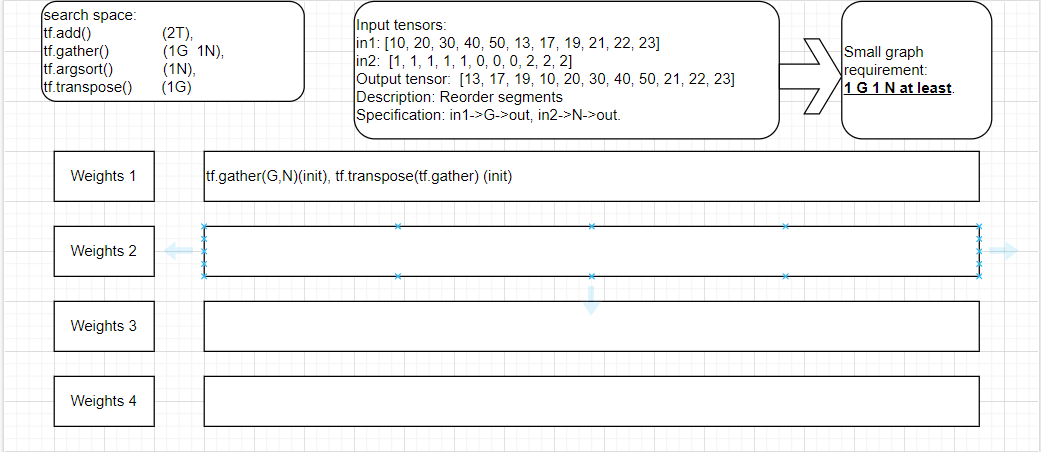 search space:
tf.add() (2T),
tf.gather() (1G 1N),
tf.argsort() (1N),
tf.transpose() (1G)
Input tensors:
in1: [10, 20, 30, 40, 50, 13, 17, 19, 21, 22, 23]
in2: [1, 1, 1, 1, 1, 0, 0, 0, 2, 2, 2]
Output tensor: [13, 17, 19, 10, 20, 30, 40, 50, 21, 22, 23]
Description: Reorder segments
Specification: in1->G->out, in2->N->out.
Small graph
requirement:
1 G 1 N at least.
Weights 1
tf.gather(G,N)(init), tf.transpose(tf.gather) (init)
Weights 2
Weights 3
Weights 4